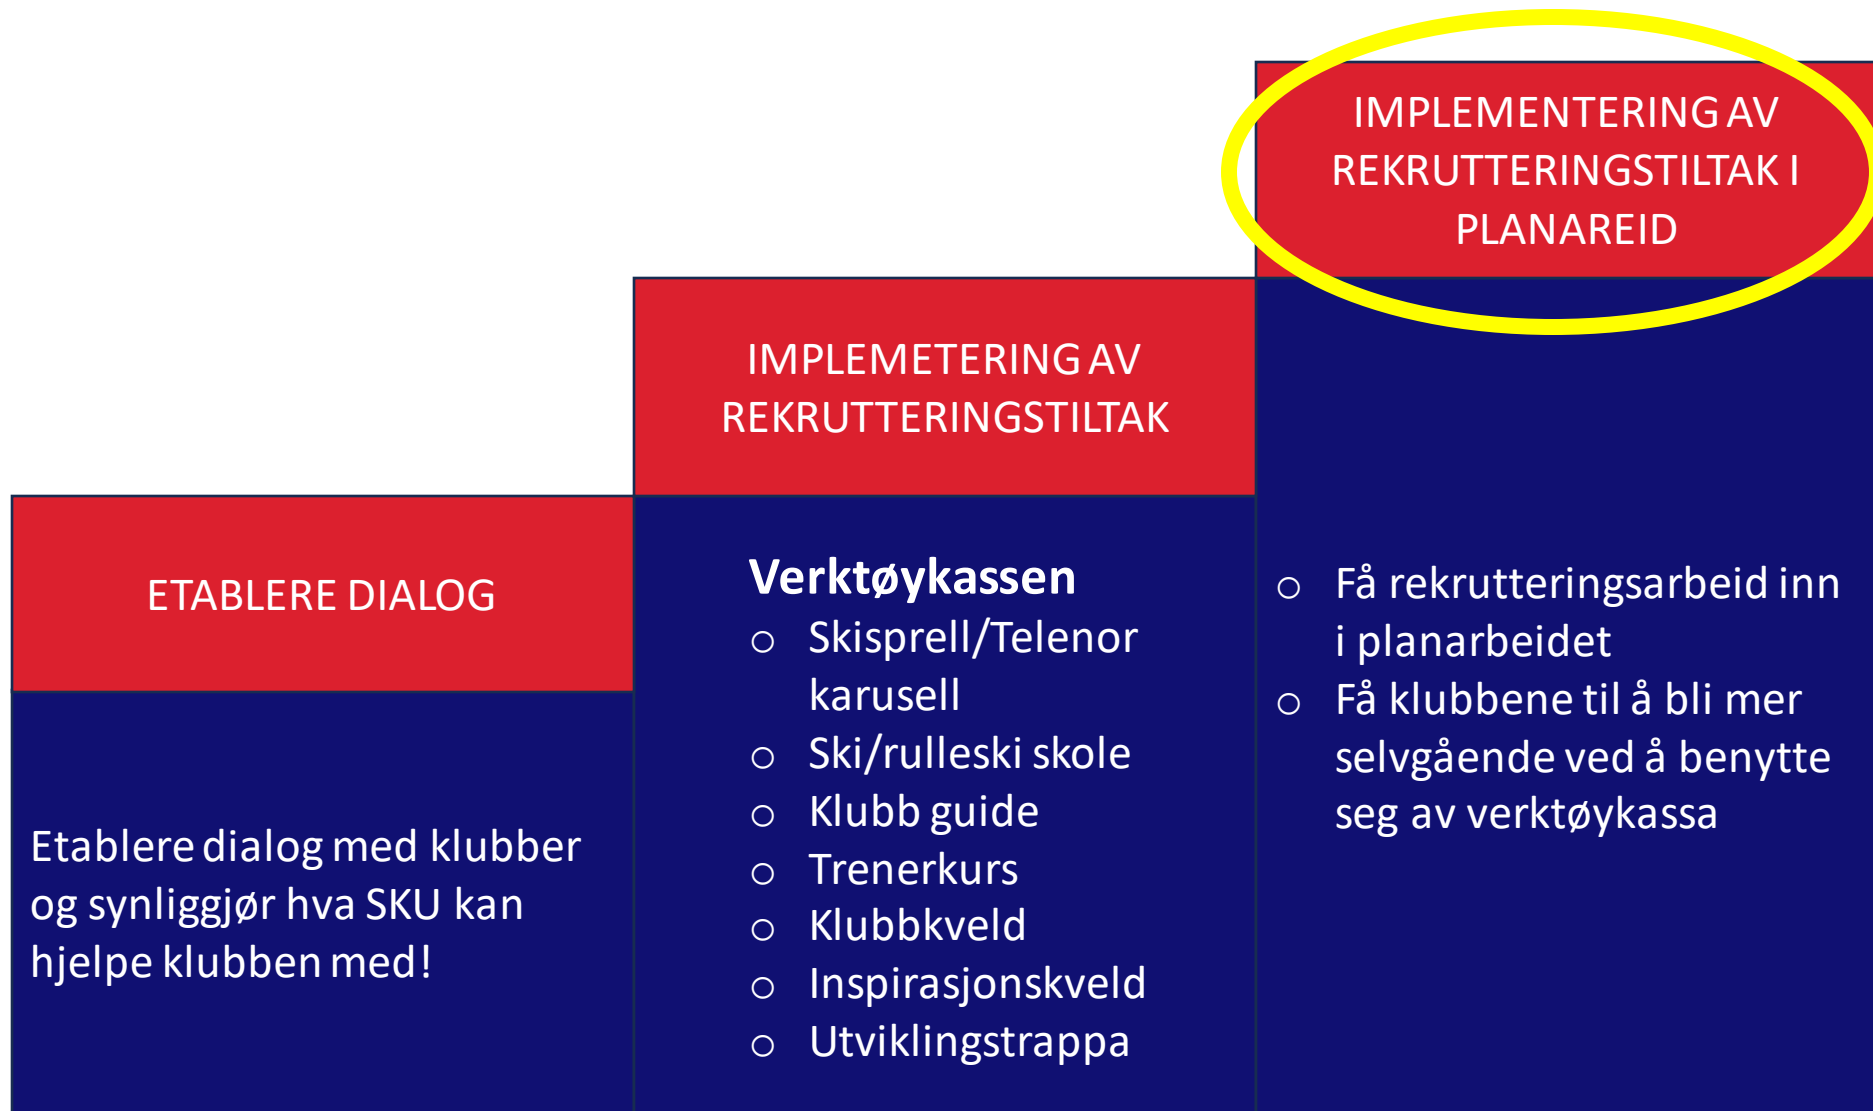 ETABLERE DIALOG
Etablere dialog med klubber
og synliggjør hva SKU kan
hjelpe klubben med!
IMPLEMETERING AV
REKRUTTERINGSTILTAK
Verktøykassen
○ Skisprell/Telenor
karusell
○ Ski/rulleski skole
○ Klubb guide
○ Trenerkurs
○ Klubbkveld
○ Inspirasjonskveld
○ Utviklingstrappa
IMPLEMENTERING AV
REKRUTTERINGSTILTAK I
PLANAREID
○ Få rekrutteringsarbeid inn
i planarbeidet
○ Få klubbene til å bli mer
selvgående ved å benytte
seg av verktøykassa